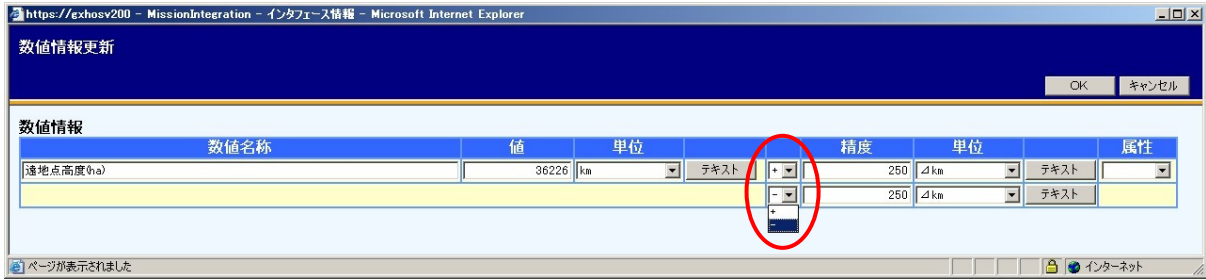 https://gxhosv200 - MissionIntegration - インタフェース情報 - Microsoft Internet Explorer
数値情報更新
OK キャンセル
数値情報
数値名称 値 単位 精度 単位 属性
遠地点高度(ha) 36226 km テキスト + 250 ⊿km テキスト
- 250 ⊿km テキスト
+
-
ページが表示されました インターネット